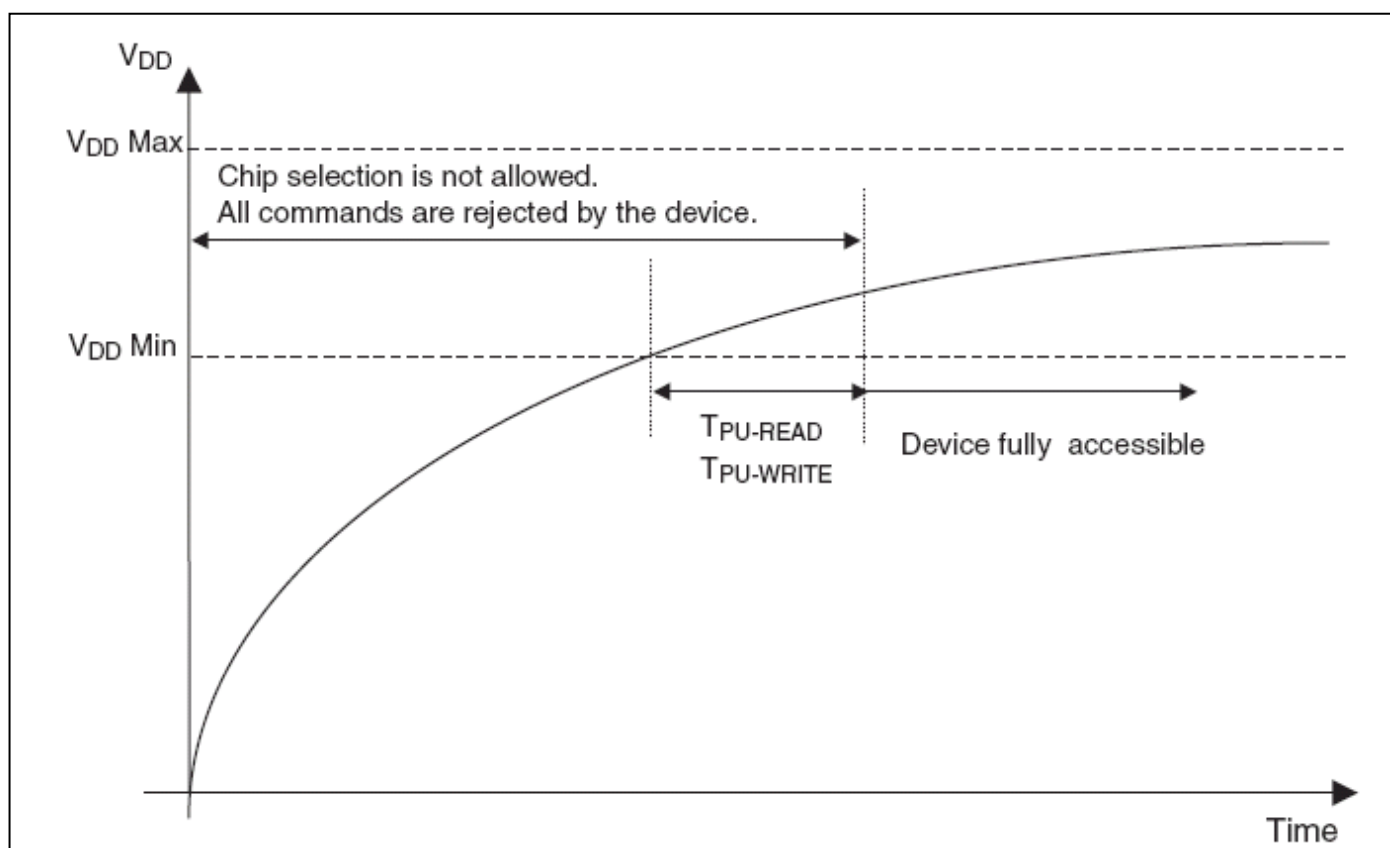 VDD
VDD Max
Chip selection is not allowed.
All commands are rejected by the device.
VDD Min
TPU-READ
TPU-WRITE
Device fully accessible
Time